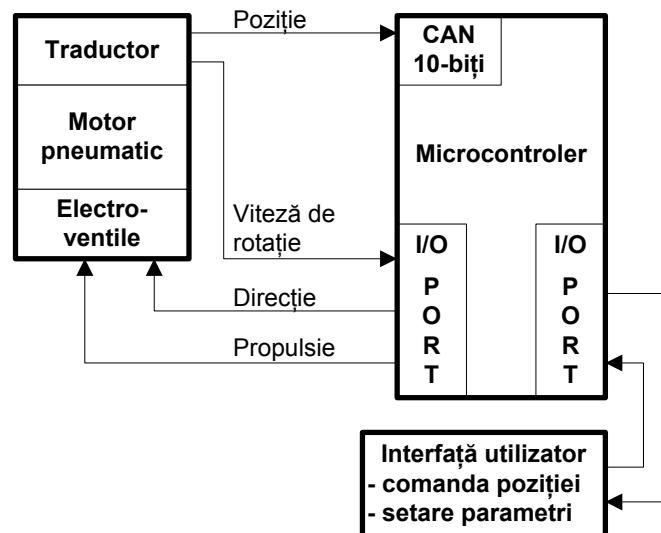 Poziție
Traductor
CAN
10-biți
Motor
pneumatic
Microcontroler
Electro-
ventile
Viteză de
rotație
I/O
P
O
R
T
I/O
P
O
R
T
Direcție
Propulsie
Interfață utilizator
- comanda poziției
- setare parametri